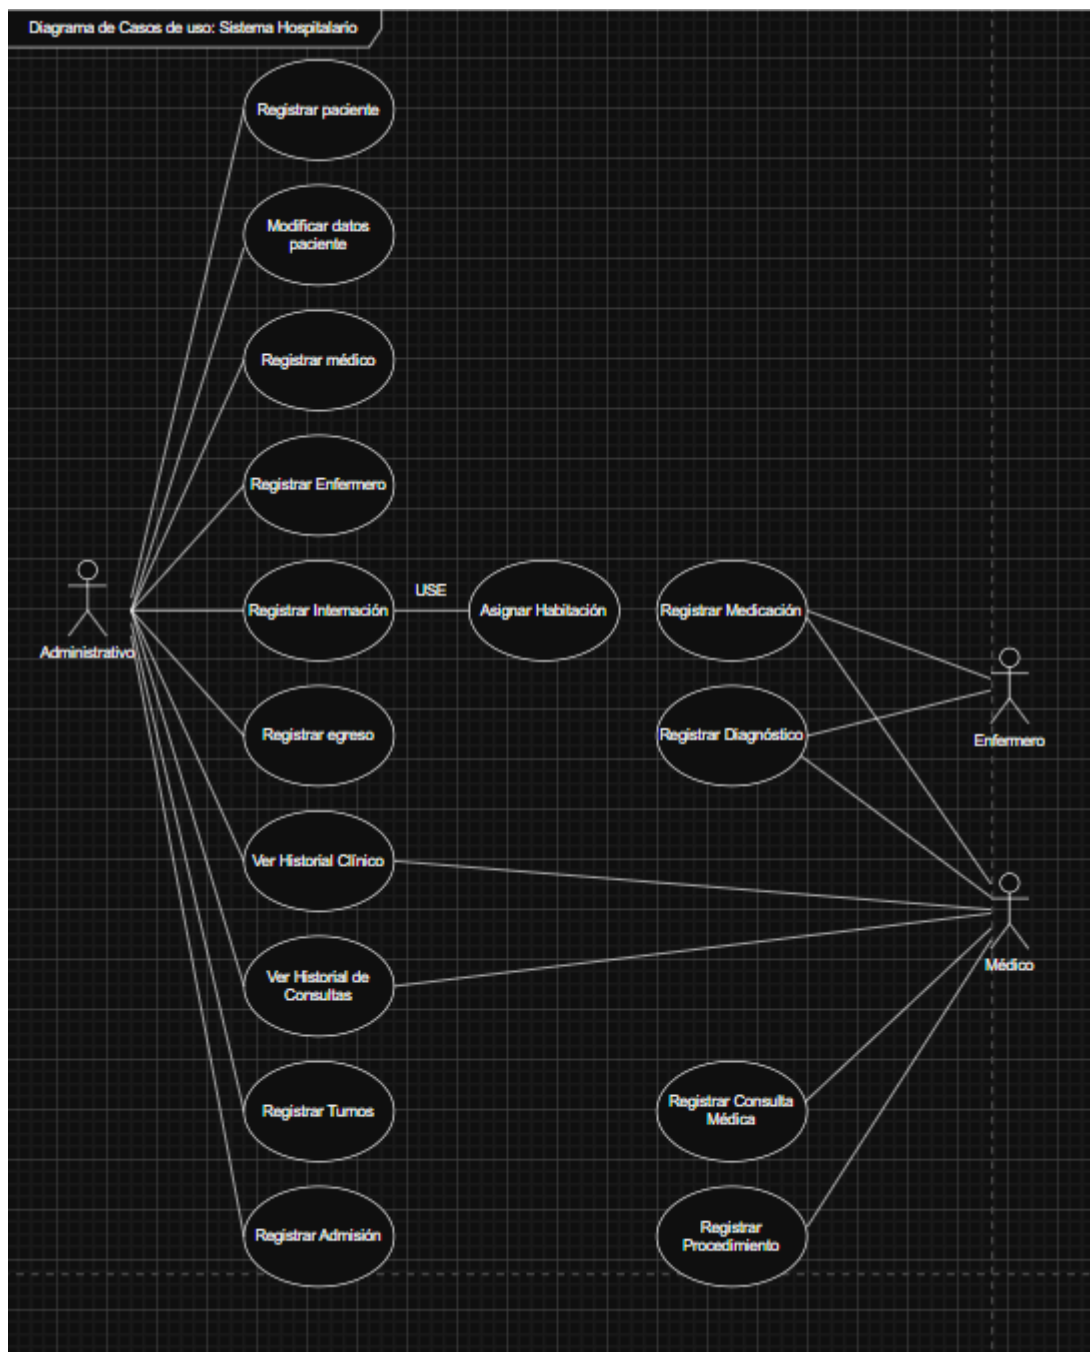 Diagrama de Casos de uso: Sistema Hospitalario
Registrar paciente
Modificar datos
paciente
Registrar médico
Registrar Enfermero
Administrativo
Registrar Internación
USE
Asignar Habitación
Registrar Medicación
Registrar egreso
Registrar Diagnóstico
Enfermero
Ver Historial Clínico
Ver Historial de
Consultas
Médico
Registrar Turnos
Registrar Consulta
Médica
Registrar Admisión
Registrar
Procedimiento